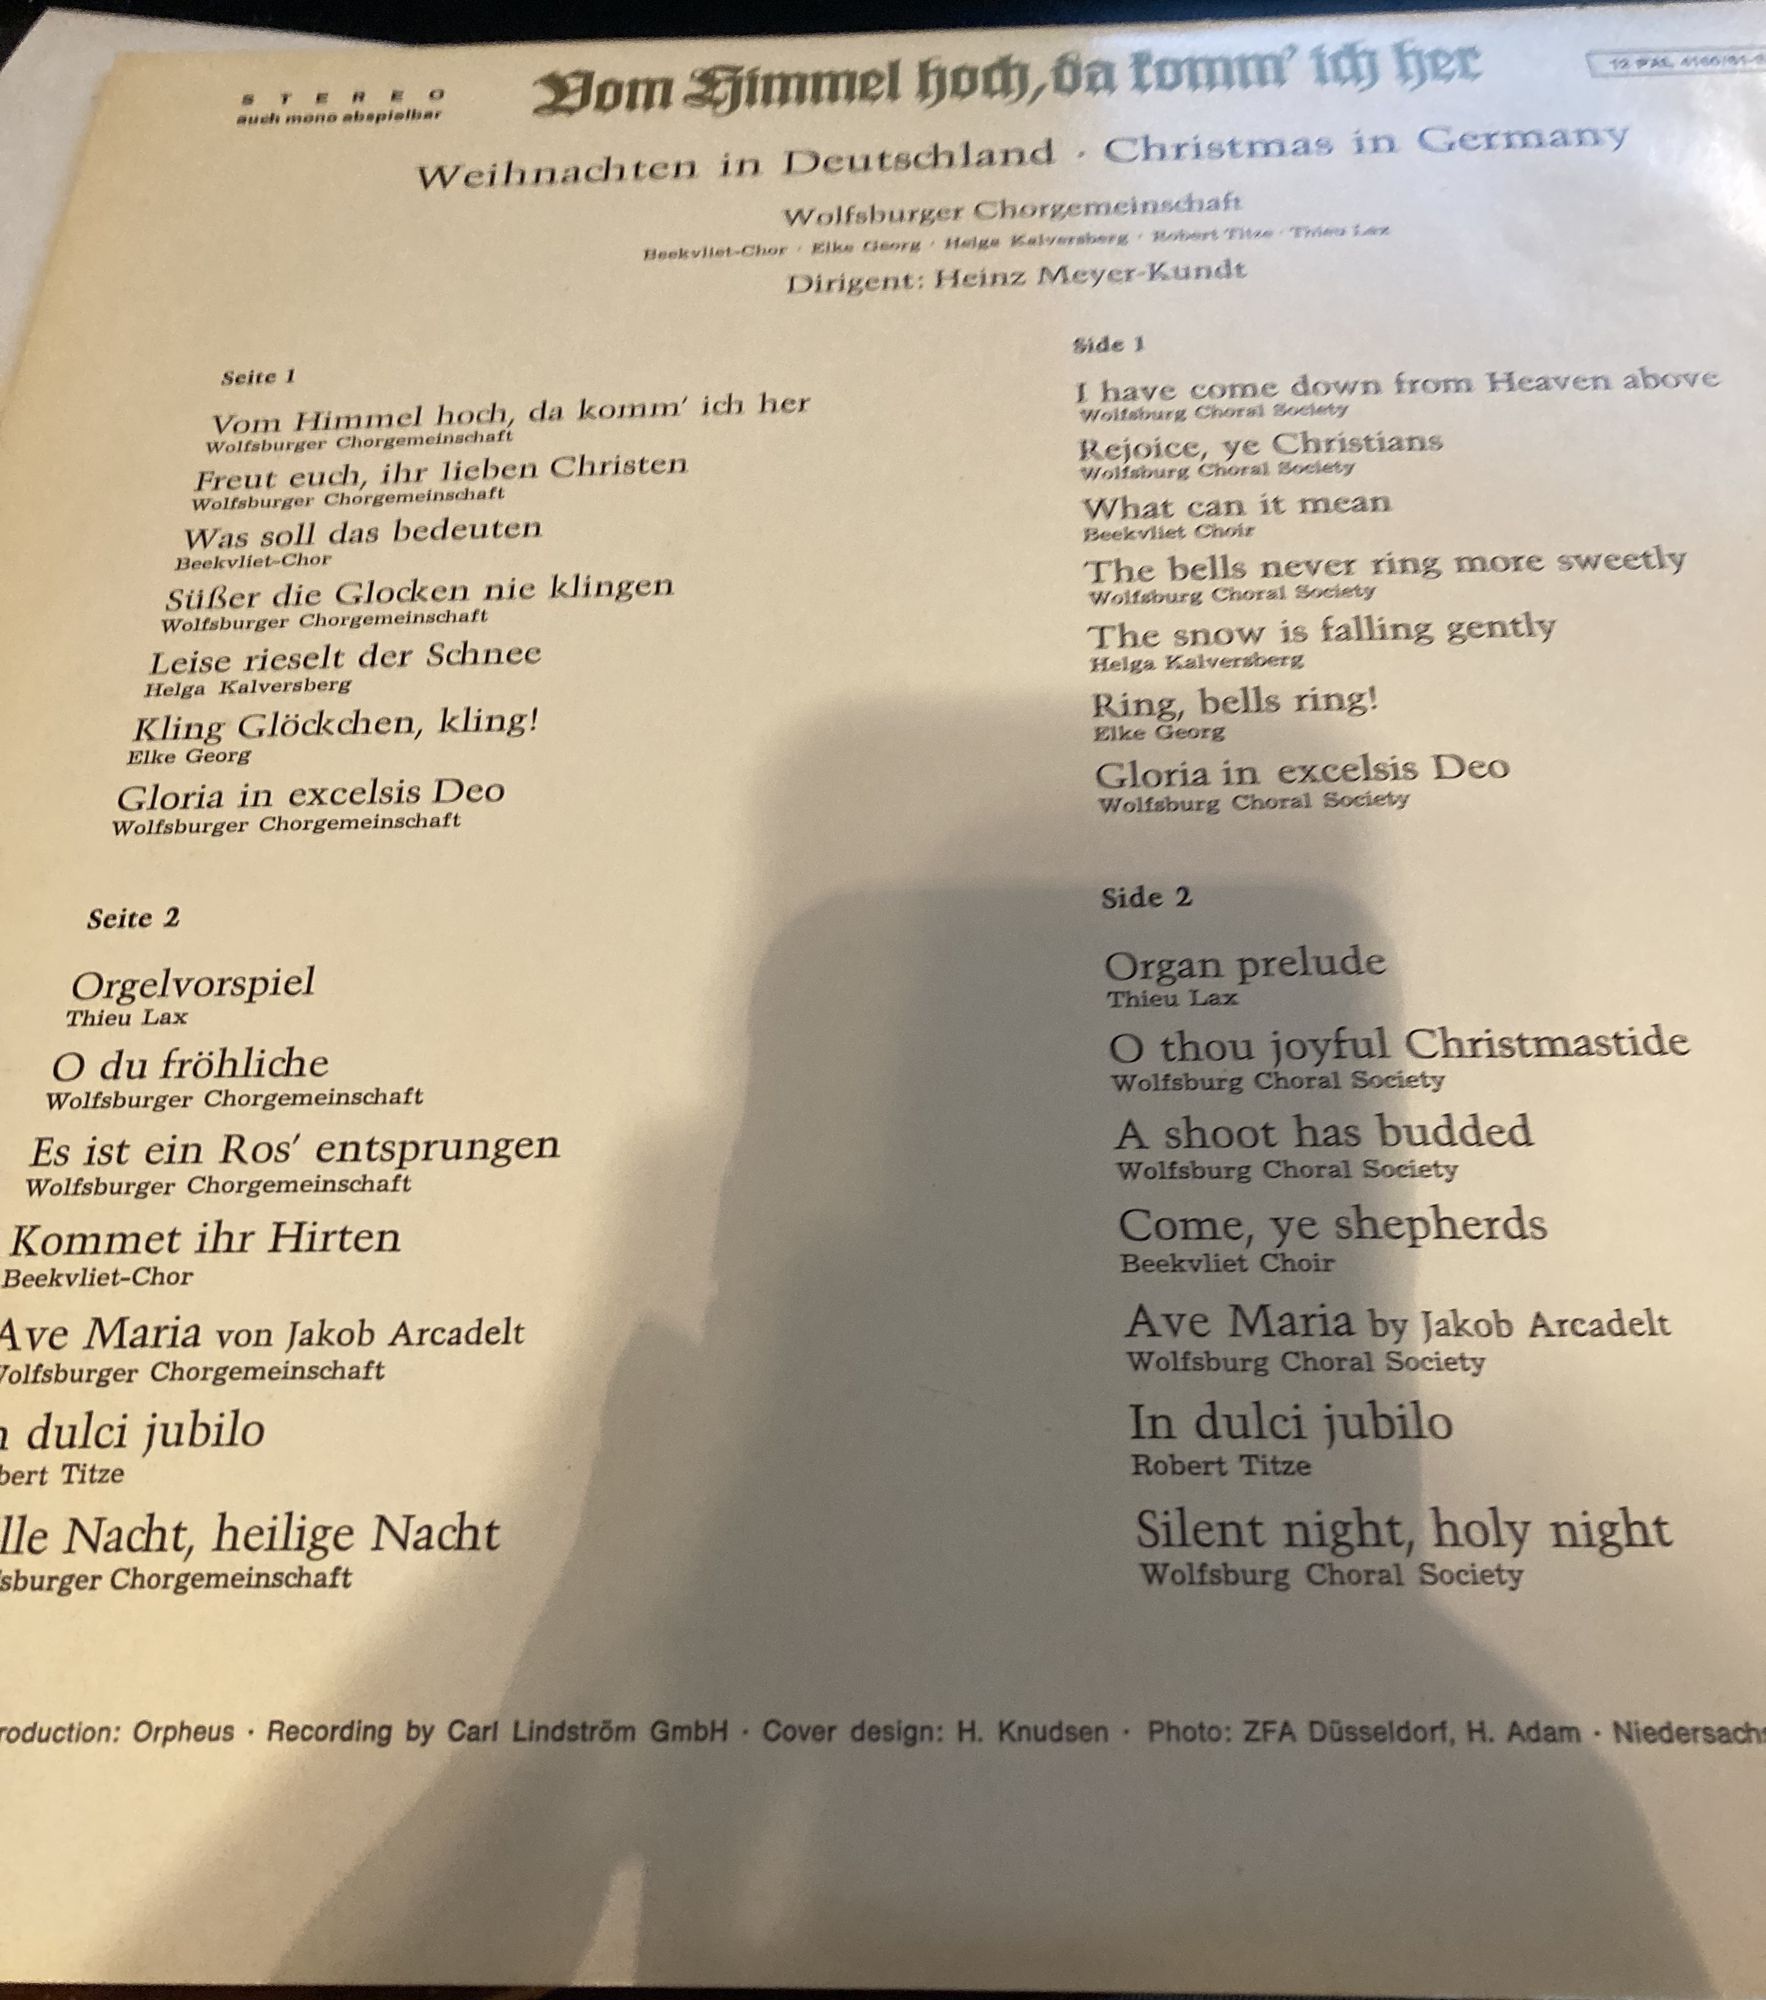 STEREO
auch mono abspielbar
Vom Himmel hoch, da komm' ich her
Weihnachten in Deutschland · Christmas in Germany
Wolfsburger Chorgemeinschaft
Beekvliet-Chor · Elke Georg · Helga Kalversberg · Robert Titze · Thieu Lax
Dirigent: Heinz Meyer-Kundt
Seite 1
Vom Himmel hoch, da komm' ich her
Wolfsburger Chorgemeinschaft
Freut euch, ihr lieben Christen
Wolfsburger Chorgemeinschaft
Was soll das bedeuten
Beekvliet-Chor
Süßer die Glocken nie klingen
Wolfsburger Chorgemeinschaft
Leise rieselt der Schnee
Helga Kalversberg
Kling Glöckchen, kling!
Elke Georg
Gloria in excelsis Deo
Wolfsburger Chorgemeinschaft
Seite 2
Orgelvorspiel
Thieu Lax
O du fröhliche
Wolfsburger Chorgemeinschaft
Es ist ein Ros' entsprungen
Wolfsburger Chorgemeinschaft
Kommet ihr Hirten
Beekvliet-Chor
Ave Maria von Jakob Arcadelt
olfsburger Chorgemeinschaft
n dulci jubilo
bert Titze
lle Nacht, heilige Nacht
sburger Chorgemeinschaft
Side 1
I have come down from Heaven above
Wolfsburg Choral Society
Rejoice, ye Christians
Wolfsburg Choral Society
What can it mean
Beekvliet Choir
The bells never ring more sweetly
Wolfsburg Choral Society
The snow is falling gently
Helga Kalversberg
Ring, bells ring!
Elke Georg
Gloria in excelsis Deo
Wolfsburg Choral Society
Side 2
Organ prelude
Thieu Lax
O thou joyful Christmastide
Wolfsburg Choral Society
A shoot has budded
Wolfsburg Choral Society
Come, ye shepherds
Beekvliet Choir
Ave Maria by Jakob Arcadelt
Wolfsburg Choral Society
In dulci jubilo
Robert Titze
Silent night, holy night
Wolfsburg Choral Society
roduction: Orpheus · Recording by Carl Lindström GmbH · Cover design: H. Knudsen · Photo: ZFA Düsseldorf, H. Adam · Niedersachs